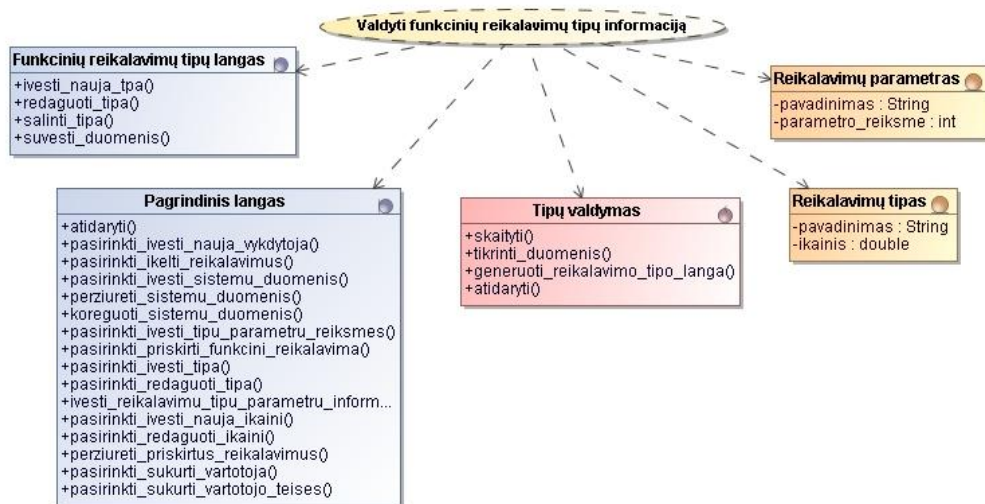 Valdyti funkcinių reikalavimų tipų informaciją
Funkcinių reikalavimų tipų langas
+ivesti_nauja_tpa()
+redaguoti_tipa()
+salinti_tipa()
+suvesti_duomenis()
Reikalavimų parametras
-pavadinimas : String
-parametro_reiksme : int
Pagrindinis langas
+atidaryti()
+pasirinkti_ivesti_nauja_vykdytoja()
+pasirinkti_ikelti_reikalavimus()
+pasirinkti_ivesti_sistemu_duomenis()
+perziureti_sistemu_duomenis()
+koreguoti_sistemu_duomenis()
+pasirinkti_ivesti_tipu_parametru_reiksmes()
+pasirinkti_priskirti_funkcini_reikalavima()
+pasirinkti_ivesti_tipa()
+pasirinkti_redaguoti_tipa()
+ivesti_reikalavimu_tipu_parametru_inform...
+pasirinkti_ivesti_nauja_ikaini()
+pasirinkti_redaguoti_ikaini()
+perziureti_priskirtus_reikalavimus()
+pasirinkti_sukurti_vartotoja()
+pasirinkti_sukurti_vartotojo_teises()
Tipų valdymas
+skaityti()
+tikrinti_duomenis()
+generuoti_reikalavimo_tipo_langa()
+atidaryti()
Reikalavimų tipas
-pavadinimas : String
-ikainis : double